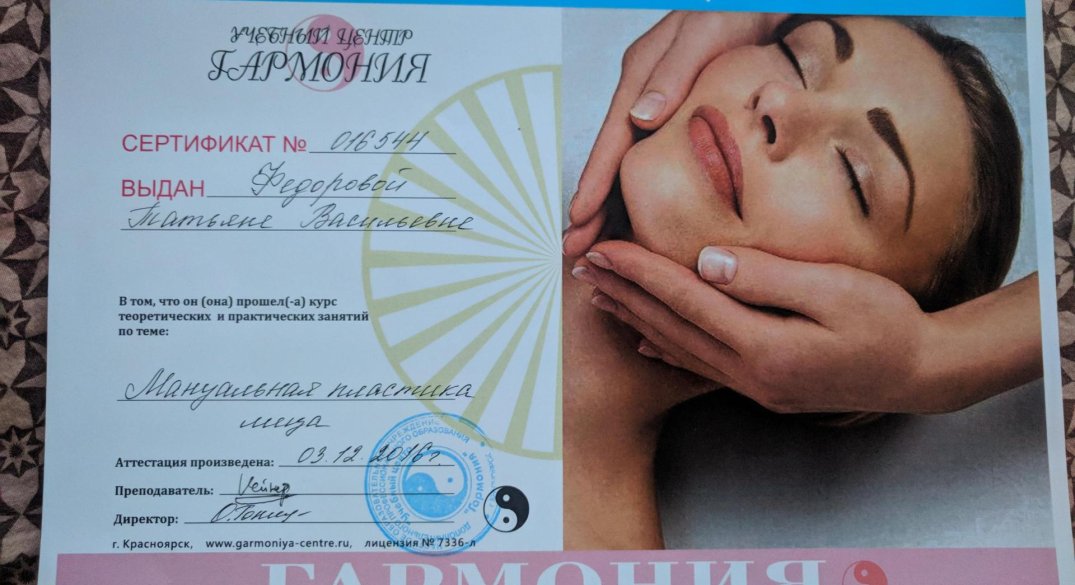 УЧЕБНЫЙ ЦЕНТР
ГАРМОНИЯ
СЕРТИФИКАТ № 016544
ВЫДАН Федоровой
Татьяне Васильевне
В том, что он (она) прошел(-а) курс
теоретических и практических занятий
по теме:
Мануальная пластика
лица
Аттестация произведена: 03.12.2016г.
Преподаватель:
Директор:
г. Красноярск, www.garmoniya-centre.ru, лицензия № 7336-л
ГАРМОНИЯ